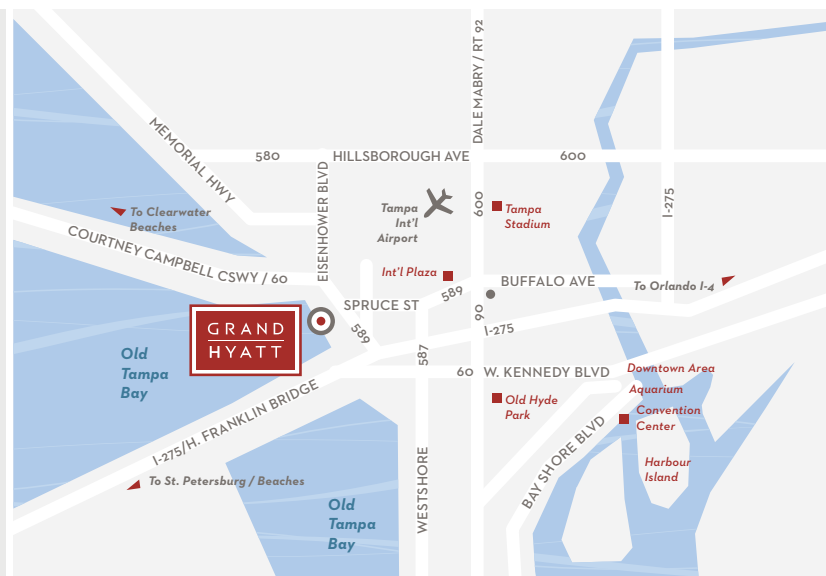 DALE MABRY / RT 92
MEMORIAL HWY
580
HILLSBOROUGH AVE
600
EISENHOWER BLVD
To Clearwater
Beaches
Tampa
Int'l
Airport
600
Tampa
Stadium
I-275
COURTNEY CAMPBELL CSWY / 60
Int'l Plaza
BUFFALO AVE
To Orlando I-4
589
SPRUCE ST
90
GRAND
HYATT
589
I-275
Old
Tampa
Bay
587
60
W. KENNEDY BLVD
Downtown Area
Aquarium
I-275/H. FRANKLIN BRIDGE
Old Hyde
Park
Convention
Center
BAY SHORE BLVD
WESTSHORE
Harbour
Island
To St. Petersburg / Beaches
Old
Tampa
Bay